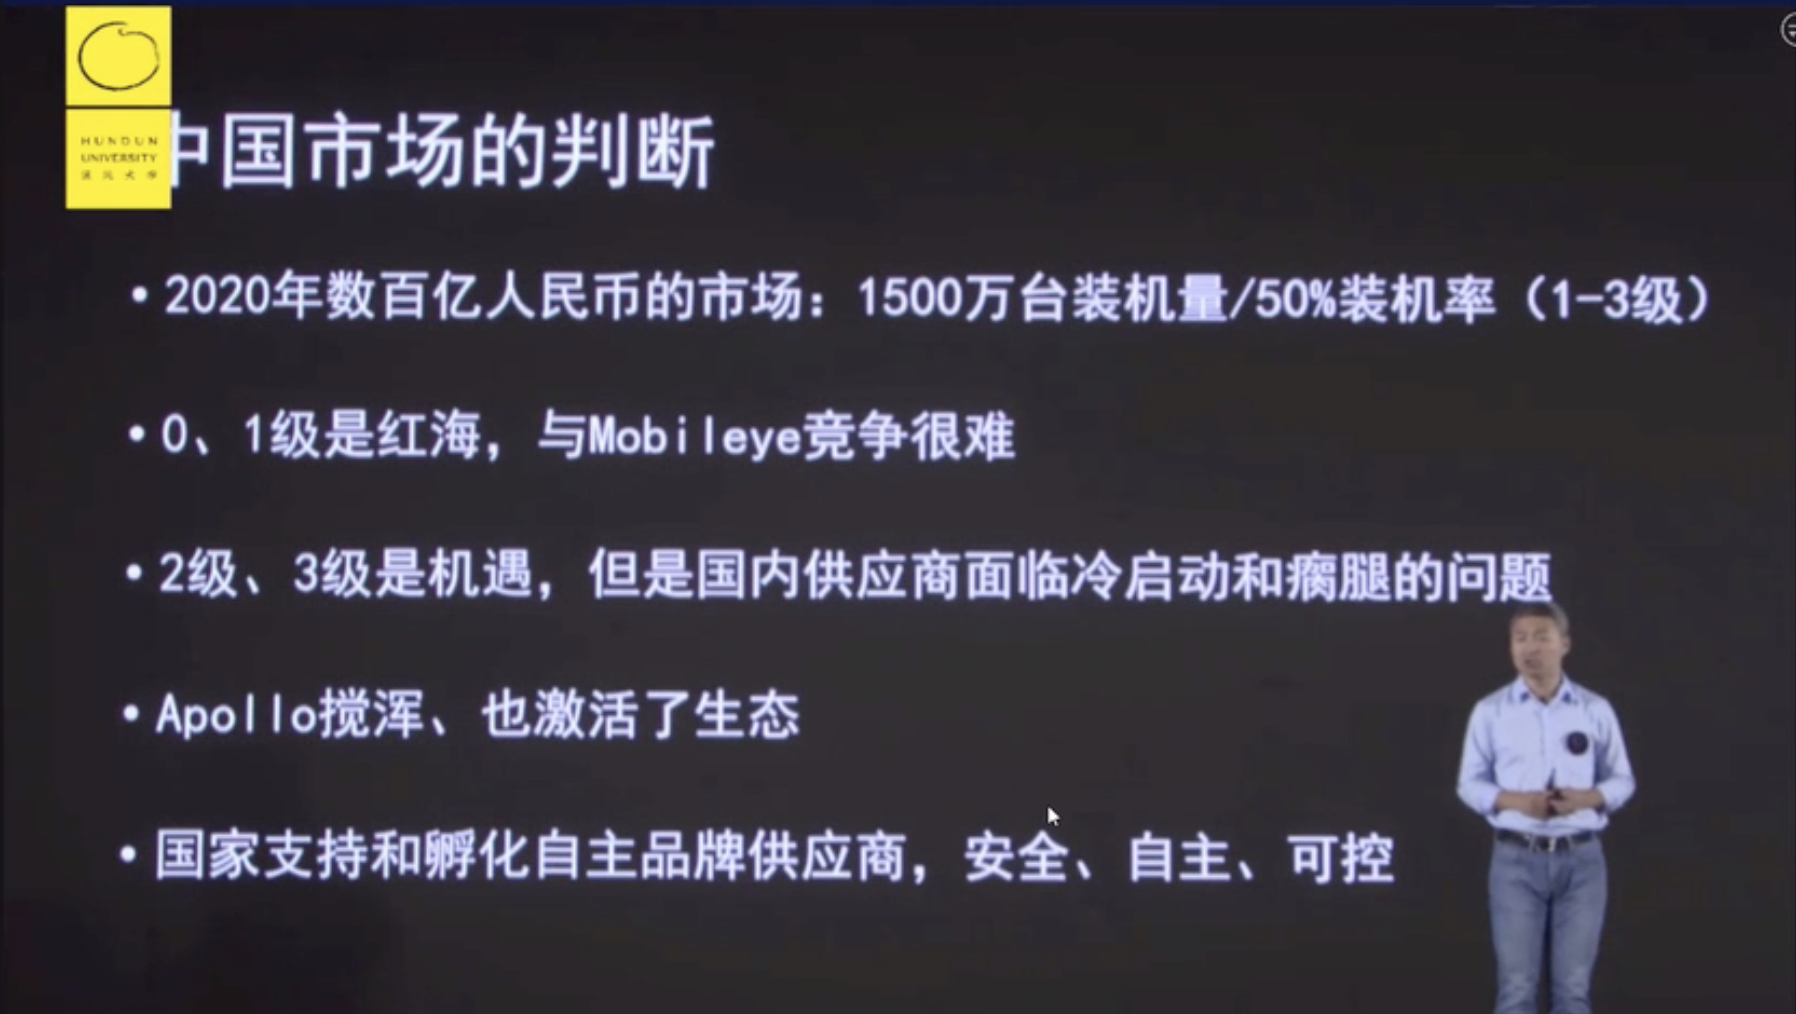 HUNDUN
UNIVERSITY
混沌大学
中国市场的判断
•2020年数百亿人民币的市场：1500万台装机量/50%装机率（1-3级）
•0、1级是红海，与Mobileye竞争很难
•2级、3级是机遇，但是国内供应商面临冷启动和瘸腿的问题
•Apollo搅浑、也激活了生态
•国家支持和孵化自主品牌供应商，安全、自主、可控